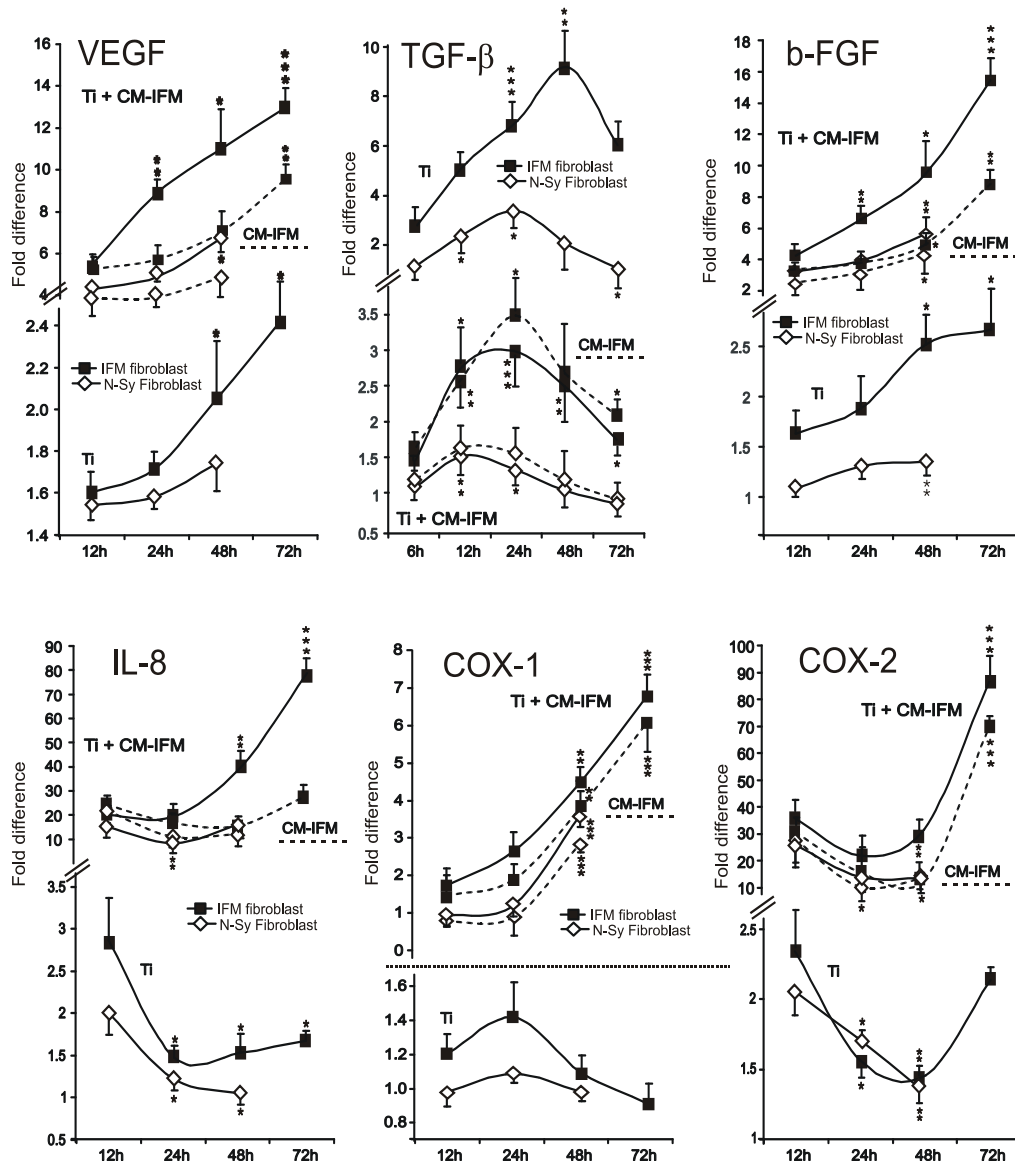 VEGF
Fold difference
16
14
12
10
8
6
4
2.4
2.2
2.0
1.8
1.6
1.4
Ti + CM-IFM
CM-IFM
IFM fibroblast
N-Sy Fibroblast
Ti
12h 24h 48h 72h
TGF-β
Fold difference
10
8
6
4
2
3.5
3
2.5
2
1.5
1
0.5
Ti
IFM fibroblast
N-Sy Fibroblast
CM-IFM
Ti + CM-IFM
6h 12h 24h 48h 72h
b-FGF
Fold difference
18
16
14
12
10
8
6
4
2
2.5
2
1.5
1
Ti + CM-IFM
CM-IFM
IFM fibroblast
N-Sy Fibroblast
Ti
12h 24h 48h 72h
IL-8
Fold difference
90
80
70
60
50
40
30
20
10
3.5
3
2.5
2
1.5
1
0.5
Ti + CM-IFM
CM-IFM
IFM fibroblast
N-Sy Fibroblast
Ti
12h 24h 48h 72h
COX-1
Fold difference
8
7
6
5
4
3
2
1
0
1.6
1.4
1.2
1.0
0.8
Ti + CM-IFM
CM-IFM
IFM fibroblast
N-Sy Fibroblast
Ti
12h 24h 48h 72h
COX-2
Fold difference
100
90
80
70
60
50
40
30
20
10
2.5
2
1.5
1
Ti + CM-IFM
CM-IFM
Ti
12h 24h 48h 72h